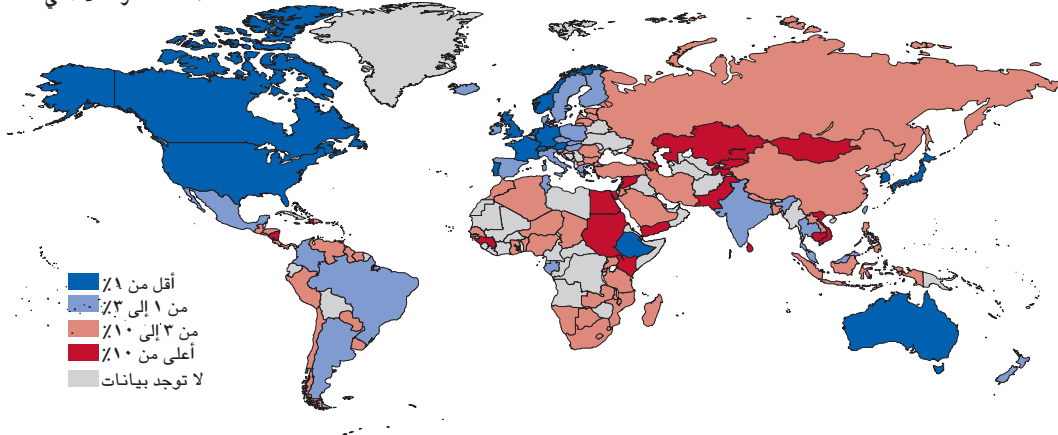 أقل من ١٪
من ١ إلى ٣٪
من ٣ إلى ١٠٪
أعلى من ١٠٪
لا توجد بيانات